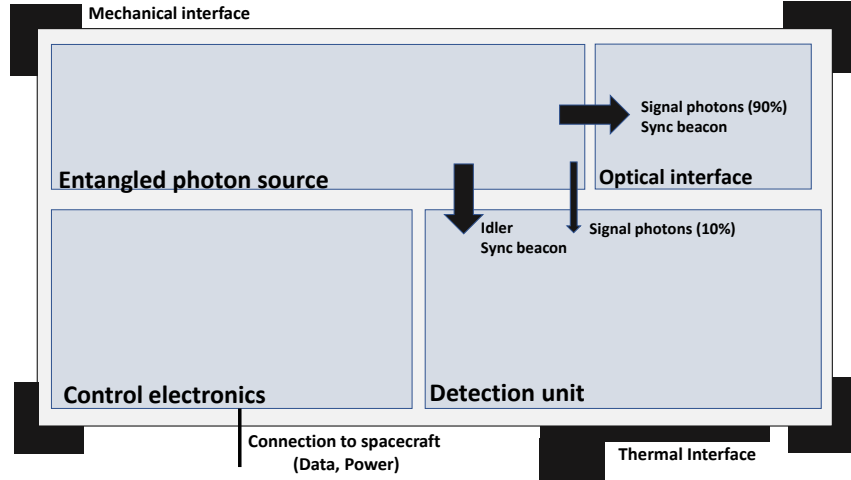 Mechanical interface
Signal photons (90%)
Sync beacon
Entangled photon source
Optical interface
Idler
Sync beacon
Signal photons (10%)
Control electronics
Detection unit
Connection to spacecraft
(Data, Power)
Thermal Interface